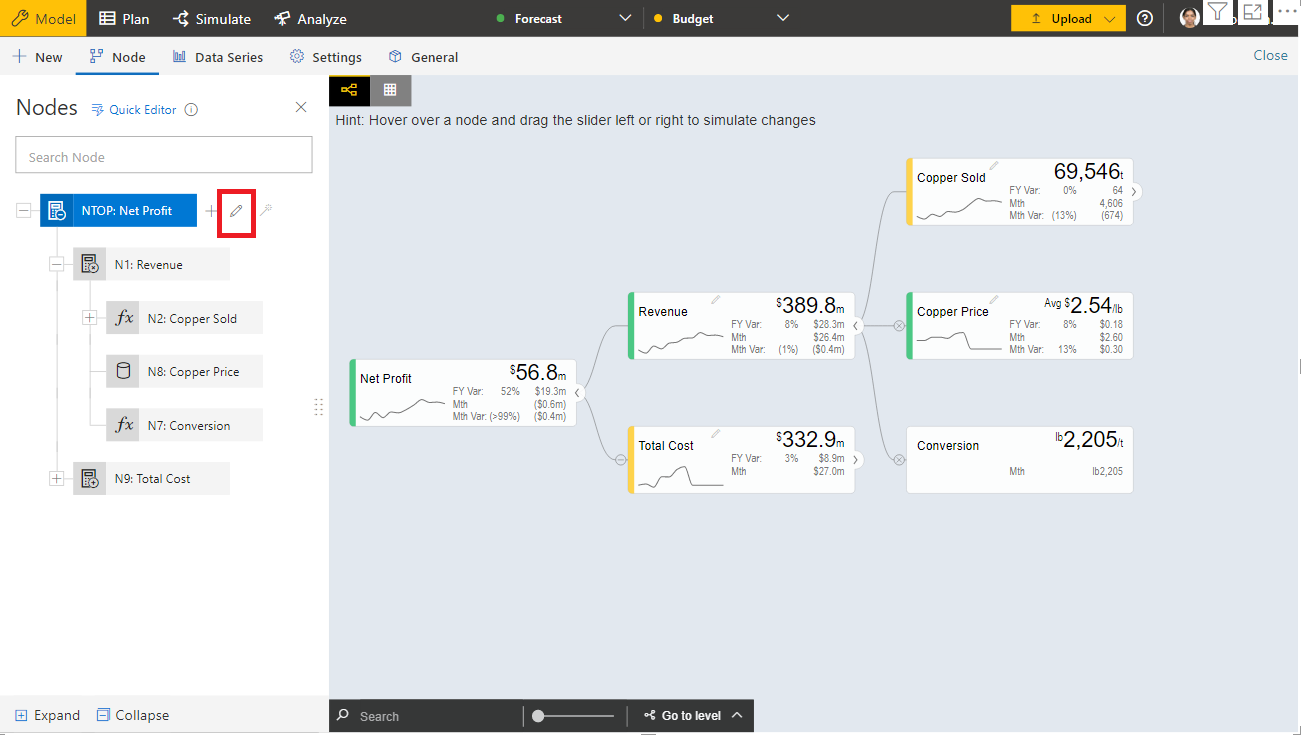 Model Plan Simulate Analyze Forecast Budget Upload
New Node Data Series Settings General Close
Nodes Quick Editor
Search Node
NTOP: Net Profit
N1: Revenue
fx N2: Copper Sold
N8: Copper Price
fx N7: Conversion
N9: Total Cost
Expand Collapse
Hint: Hover over a node and drag the slider left or right to simulate changes
Net Profit $56.8m
FY Var: 52% $19.3m
Mth ($0.6m)
Mth Var: (>99%) ($0.4m)
Revenue $389.8m
FY Var: 8% $28.3m
Mth $26.4m
Mth Var: (1%) ($0.4m)
Total Cost $332.9m
FY Var: 3% $8.9m
Mth $27.0m
Copper Sold 69,546t
FY Var: 0% 64
Mth 4,606
Mth Var: (13%) (674)
Copper Price Avg $2.54/lb
FY Var: 8% $0.18
Mth $2.60
Mth Var: 13% $0.30
Conversion lb2,205/t
Mth lb2,205
Search Go to level